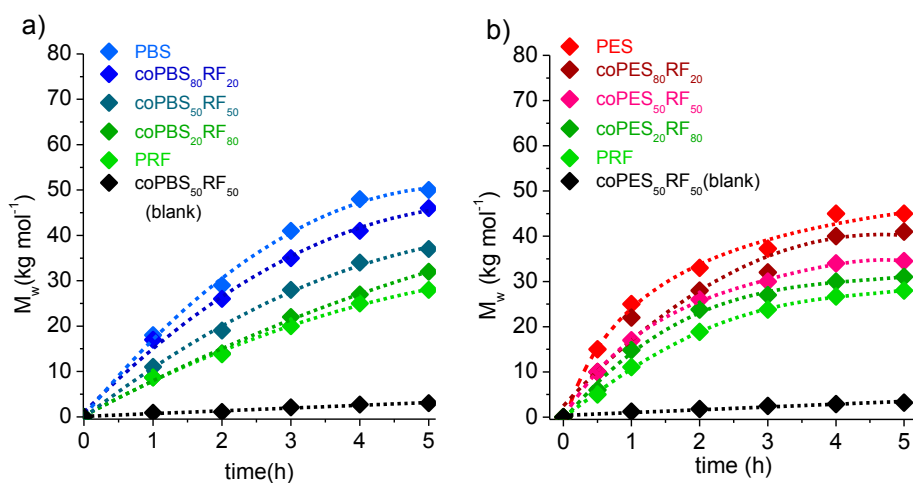 a)
PBS
coPBS80RF20
coPBS50RF50
coPBS20RF80
PRF
coPBS50RF50
(blank)
Mw(kg mol-1)
80
70
60
50
40
30
20
10
0
0 1 2 3 4 5
time(h)
b)
PES
coPES80RF20
coPES50RF50
coPES20RF80
PRF
coPES50RF50(blank)
Mw (kg mol-1)
80
70
60
50
40
30
20
10
0
0 1 2 3 4 5
time (h)